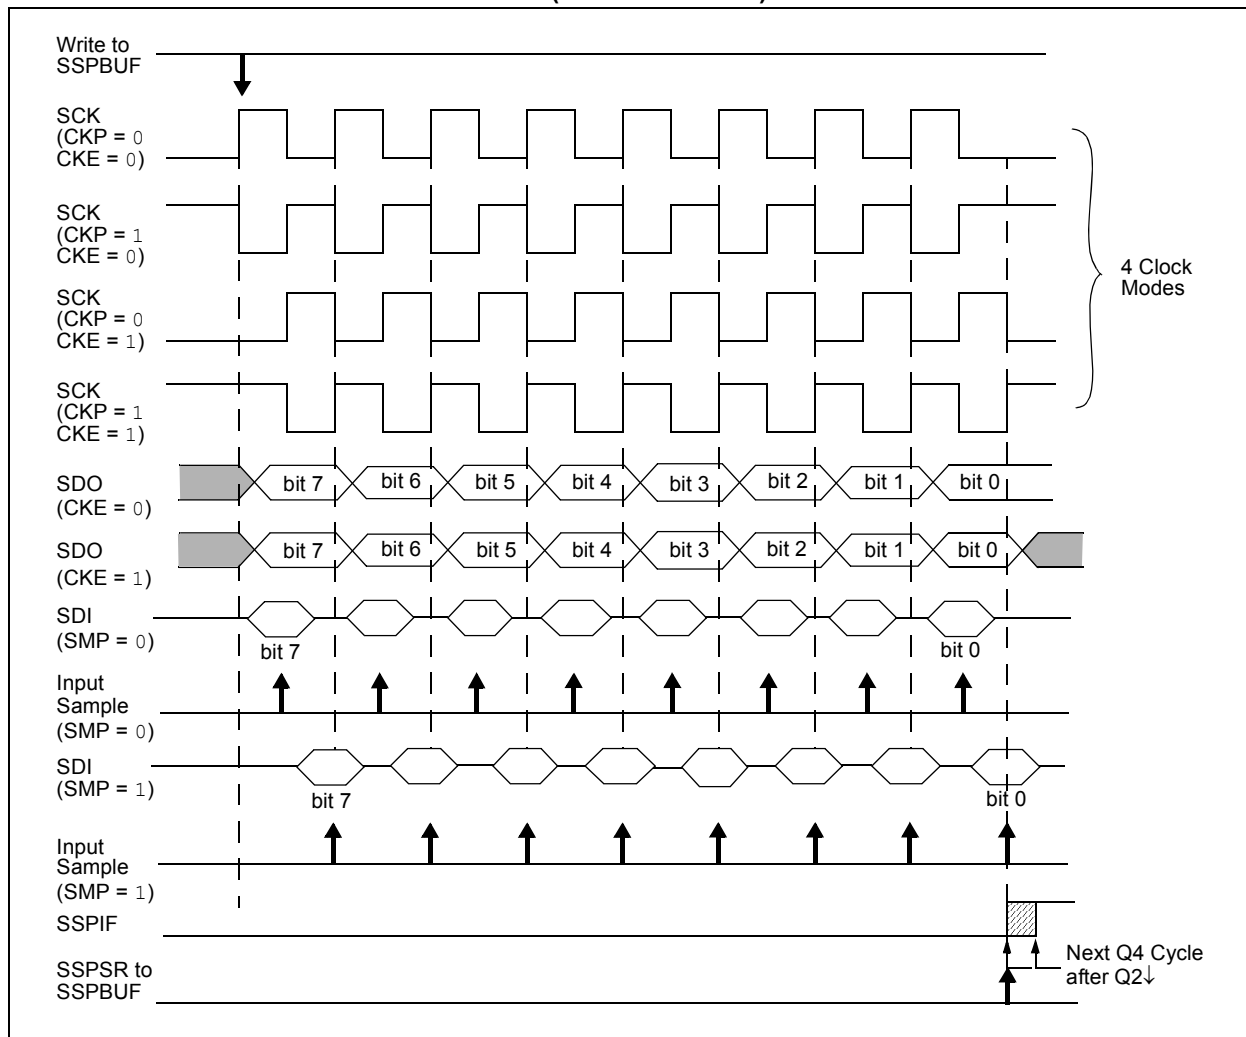 Write to
SSPBUF
SCK
(CKP = 0
CKE = 0)
SCK
(CKP = 1
CKE = 0)
SCK
(CKP = 0
CKE = 1)
SCK
(CKP = 1
CKE = 1)
4 Clock
Modes
SDO
(CKE = 0)
bit 7 bit 6 bit 5 bit 4 bit 3 bit 2 bit 1 bit 0
SDO
(CKE = 1)
bit 7 bit 6 bit 5 bit 4 bit 3 bit 2 bit 1 bit 0
SDI
(SMP = 0)
bit 7 bit 0
Input
Sample
(SMP = 0)
SDI
(SMP = 1)
bit 7 bit 0
Input
Sample
(SMP = 1)
SSPIF
Next Q4 Cycle
after Q2↓
SSPSR to
SSPBUF